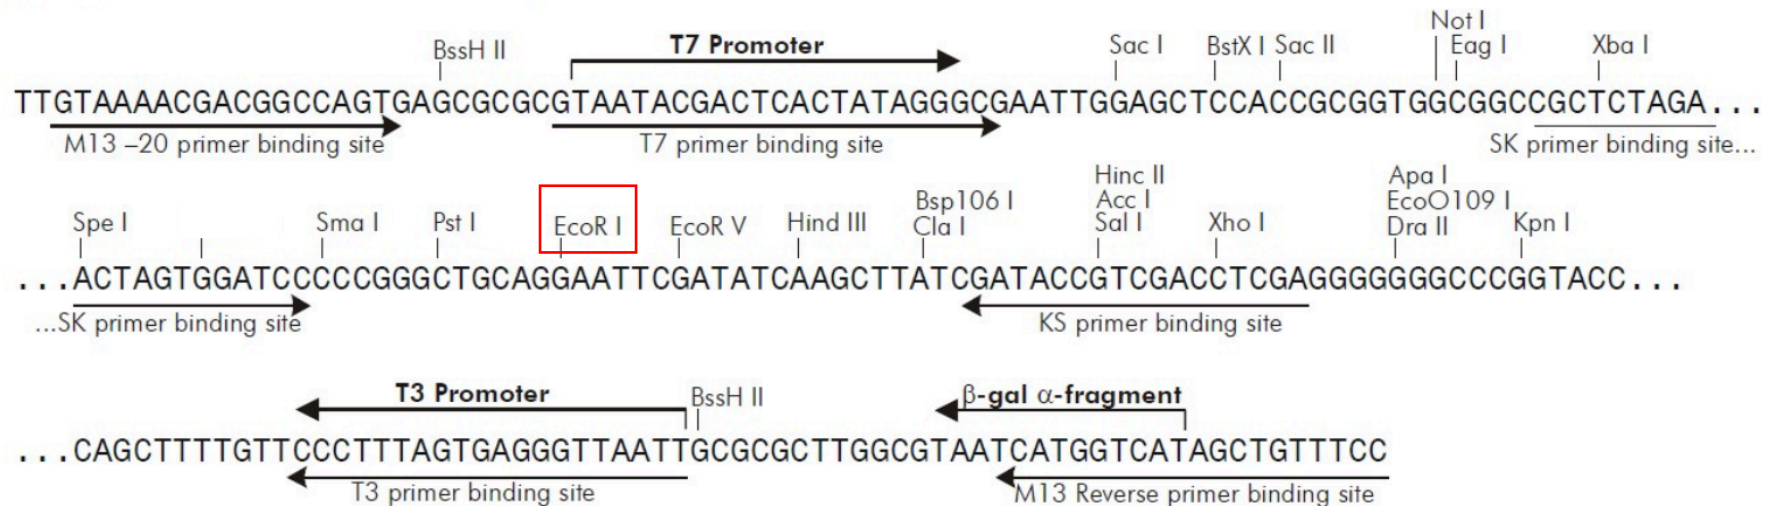 Not I
BssH II T7 Promoter Sac I BstX I Sac II Eag I Xba I
TTGTAAAACGACGGCCAGTGAGCGCGCGTAATACGACTCACTATAGGGCGAATTGGAGCTCCACCGCGGTGGCGGCCGCTCTAGA...
M13 –20 primer binding site T7 primer binding site SK primer binding site...
Hinc II Apa I
Bsp106 I Acc I EcoO109 I
Spe I Sma I Pst I EcoR I EcoR V Hind III Cla I Sal I Xho I Dra II Kpn I
...ACTAGTGGATCCCCCGGGCTGCAGGAATTCGATATCAAGCTTATCGATACCGTCGACCTCGAGGGGGGGCCCGGTACC...
...SK primer binding site KS primer binding site
T3 Promoter BssH II β-gal α-fragment
...CAGCTTTTGTTCCCTTTAGTGAGGGTTAATTGCGCGCTTGGCGTAATCATGGTCATAGCTGTTTCC
T3 primer binding site M13 Reverse primer binding site